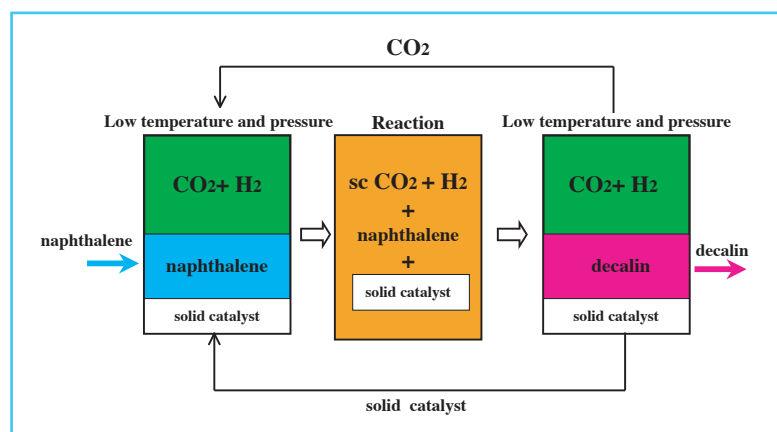 CO2
Low temperature and pressure
Reaction
Low temperature and pressure
CO2+ H2
sc CO2 + H2
+
naphthalene
+
solid catalyst
CO2+ H2
naphthalene
naphthalene
solid catalyst
decalin
decalin
solid catalyst
solid catalyst